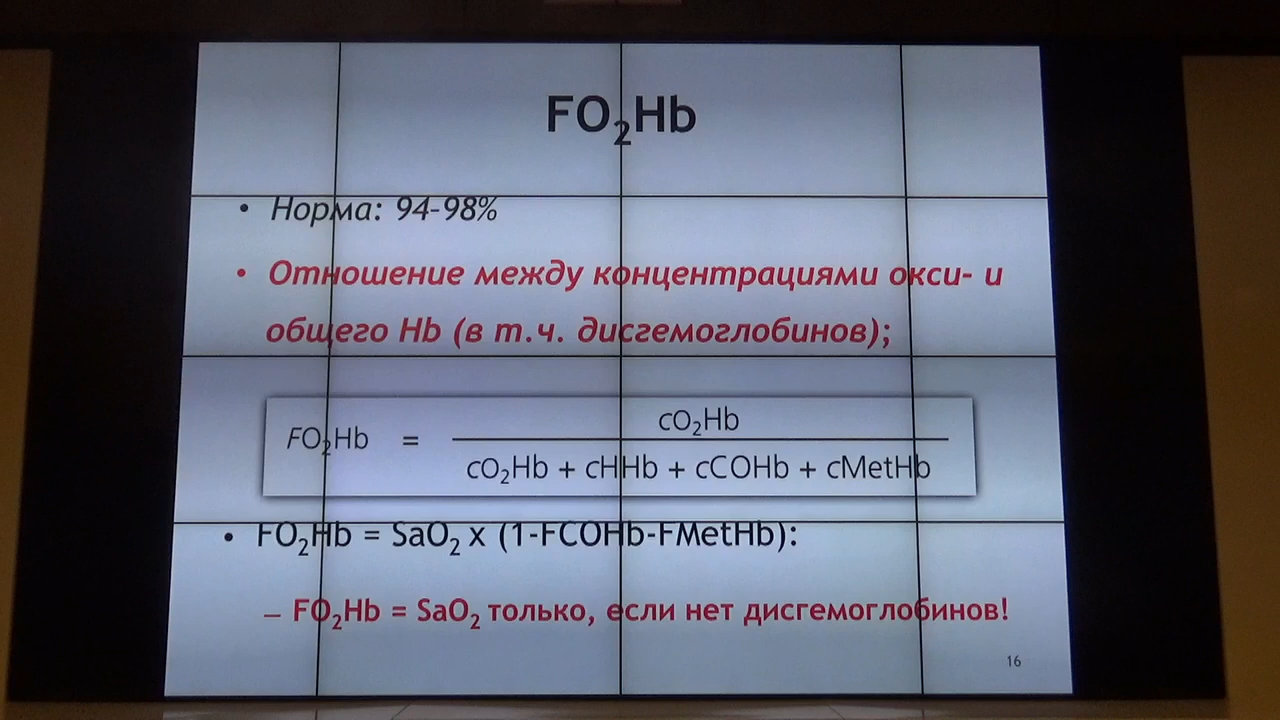 FO₂Hb
• Норма: 94-98%
• Отношение между концентрациями окси- и
общего Hb (в т.ч. дисгемоглобинов);
cO₂Hb
FO₂Hb =
cO₂Hb + cHHb + cCOHb + cMetHb
• FO₂Hb = SaO₂ x (1-FCOHb-FMetHb):
– FO₂Hb = SaO₂ только, если нет дисгемоглобинов!
16